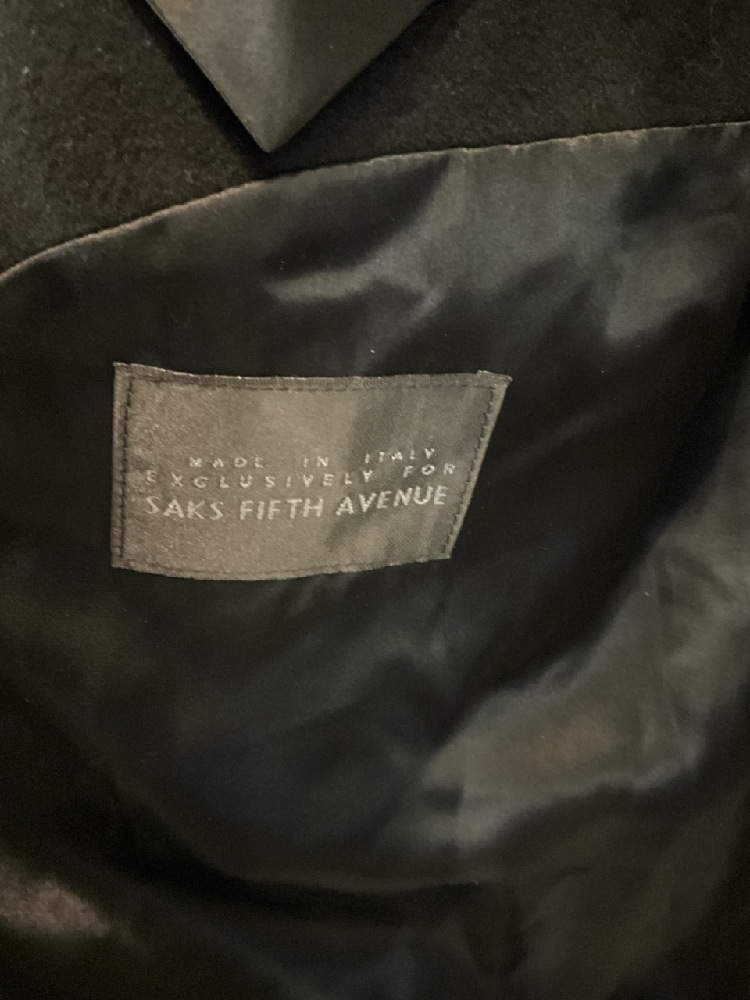 MADE IN ITALY
EXCLUSIVELY FOR
SAKS FIFTH AVENUE